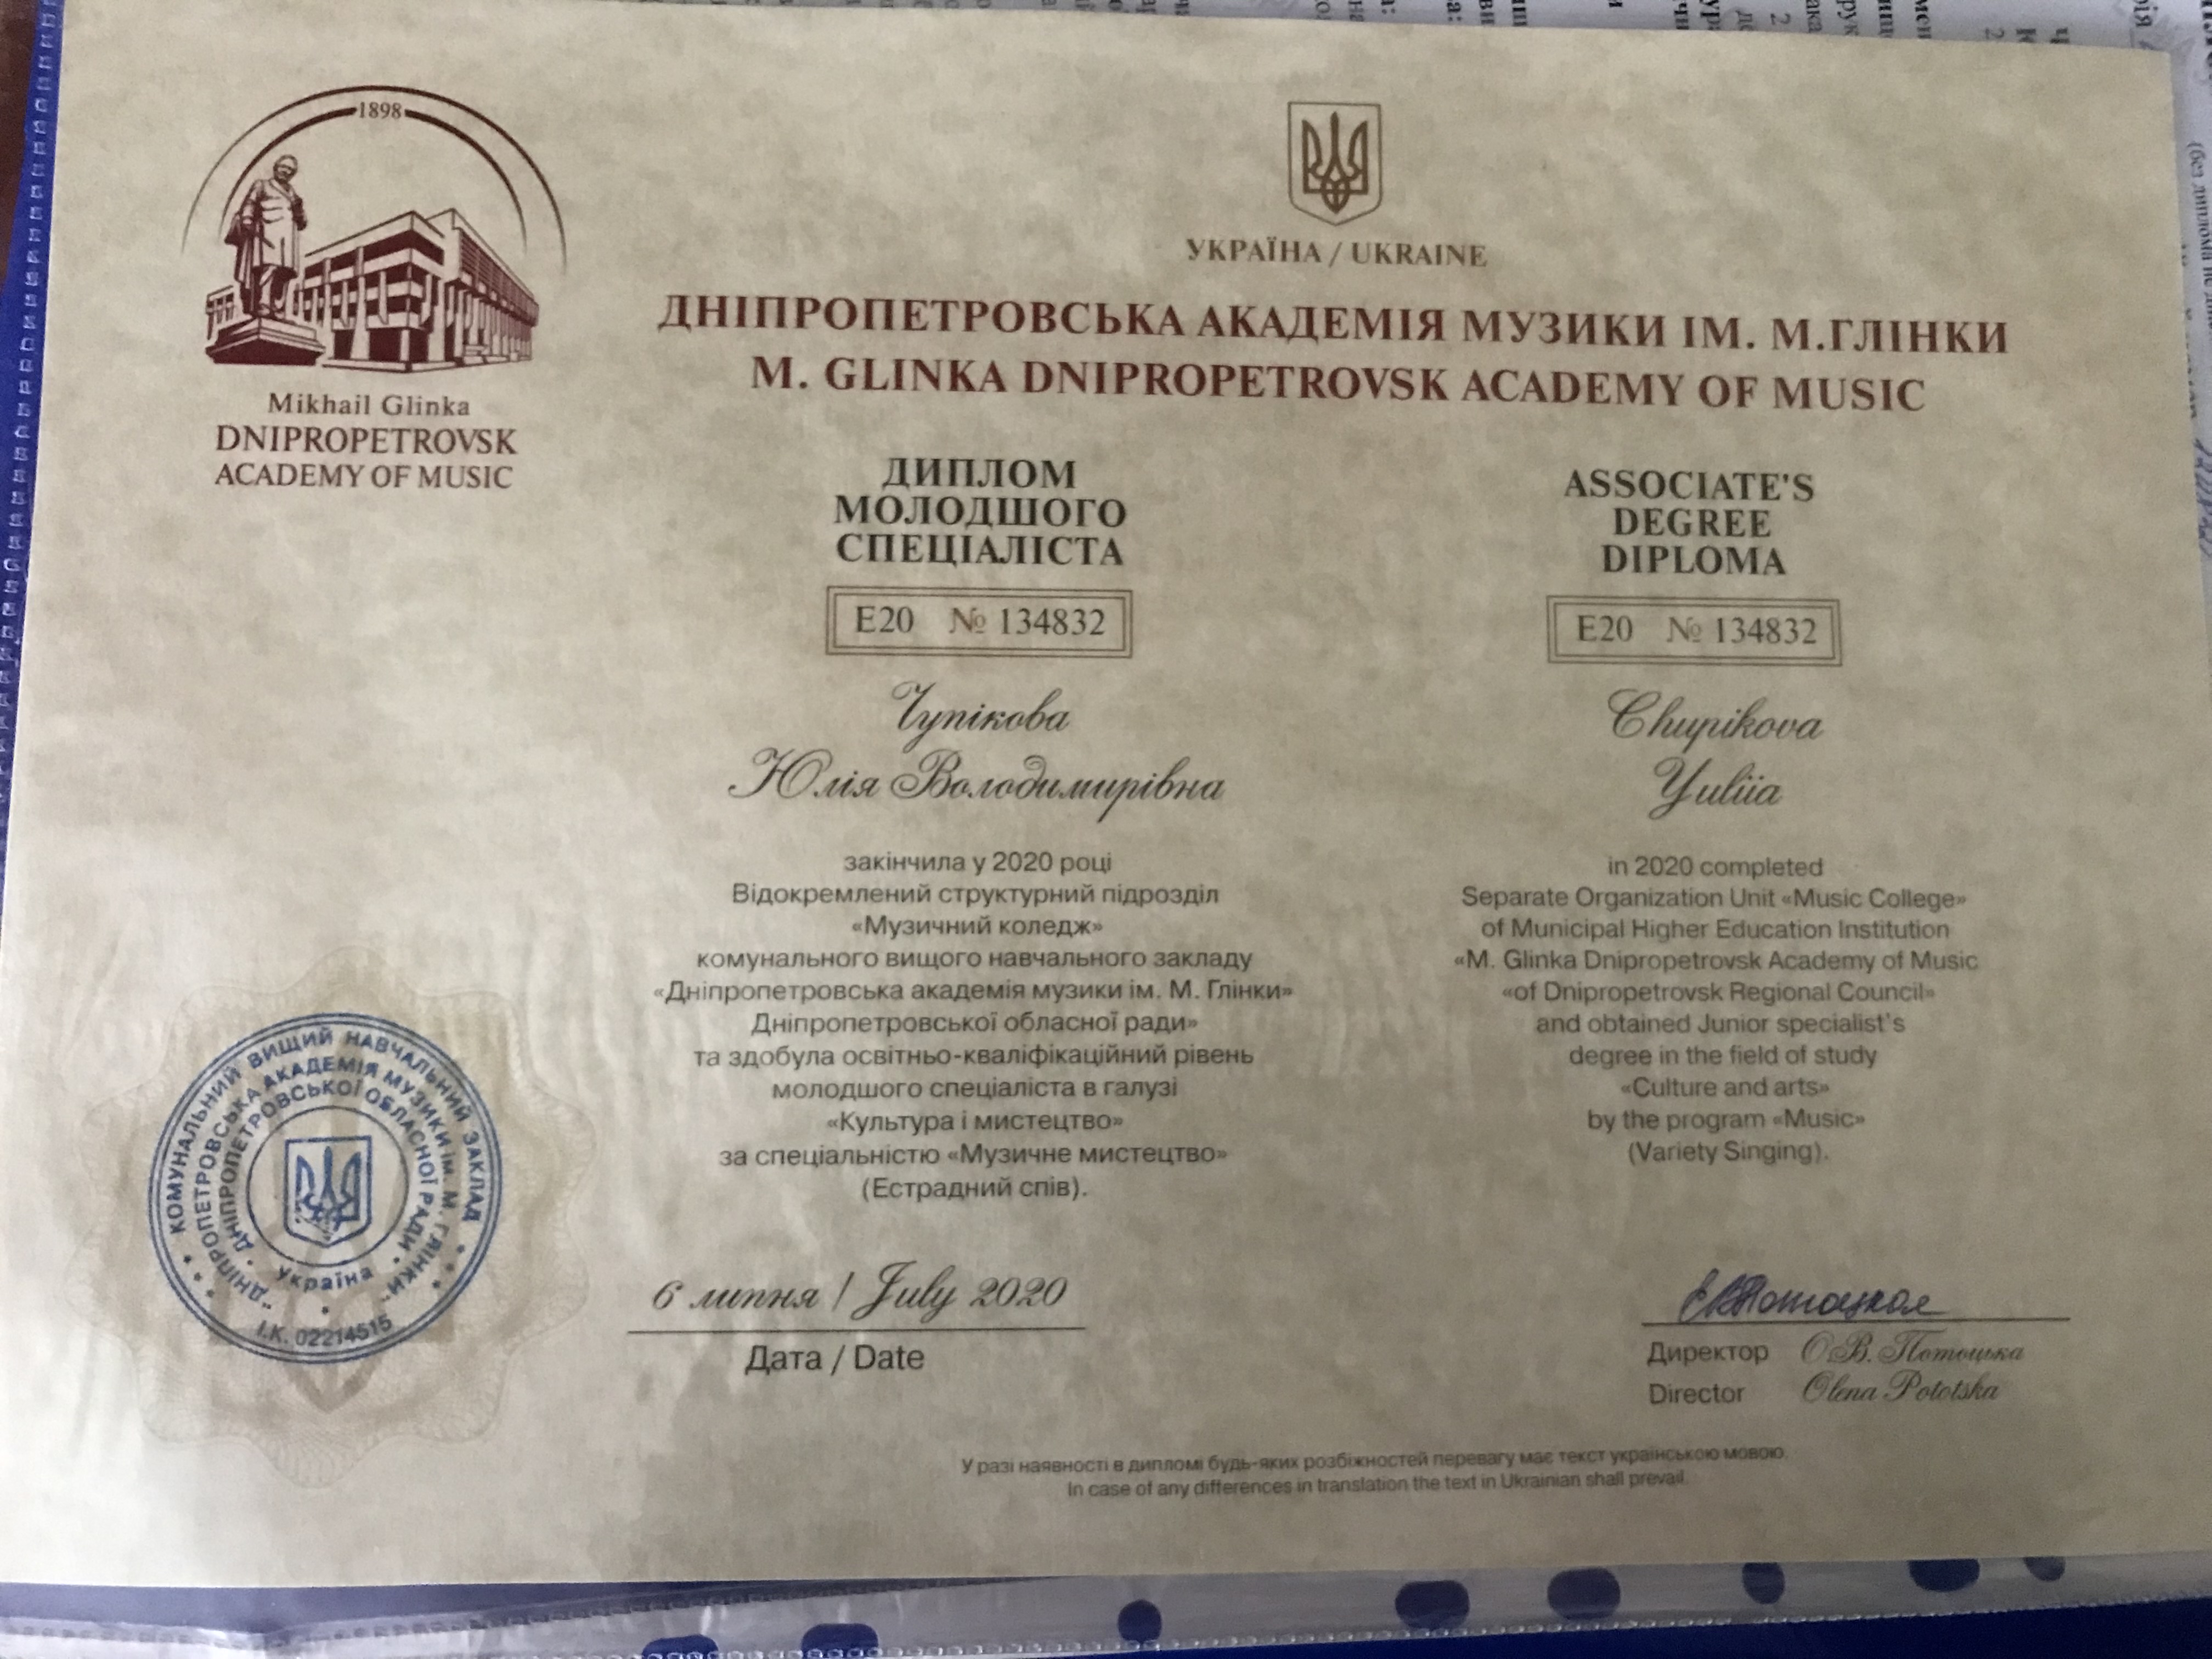 1898
Mikhail Glinka
DNIPROPETROVSK
ACADEMY OF MUSIC
УКРАЇНА / UKRAINE
ДНІПРОПЕТРОВСЬКА АКАДЕМІЯ МУЗИКИ ІМ. М.ГЛІНКИ
M. GLINKA DNIPROPETROVSK ACADEMY OF MUSIC
ДИПЛОМ
МОЛОДШОГО
СПЕЦІАЛІСТА
E20 № 134832
Чупікова
Юлія Володимирівна
закінчила у 2020 році
Відокремлений структурний підрозділ
«Музичний коледж»
комунального вищого навчального закладу
«Дніпропетровська академія музики ім. М. Глінки»
Дніпропетровської обласної ради»
та здобула освітньо-кваліфікаційний рівень
молодшого спеціаліста в галузі
«Культура і мистецтво»
за спеціальністю «Музичне мистецтво»
(Естрадний спів).
ASSOCIATE'S
DEGREE
DIPLOMA
E20 № 134832
Chupikova
Yuliia
in 2020 completed
Separate Organization Unit «Music College»
of Municipal Higher Education Institution
«M. Glinka Dnipropetrovsk Academy of Music
«of Dnipropetrovsk Regional Council»
and obtained Junior specialist's
degree in the field of study
«Culture and arts»
by the program «Music»
(Variety Singing).
КОМУНАЛЬНИЙ ВИЩИЙ НАВЧАЛЬНИЙ ЗАКЛАД
"ДНІПРОПЕТРОВСЬКА АКАДЕМІЯ МУЗИКИ ім. М. ГЛІНКИ"
ДНІПРОПЕТРОВСЬКОЇ ОБЛАСНОЇ РАДИ
Україна
І.К. 02214515
6 липня / July 2020
Дата / Date
Директор О.В. Потоцька
Director Olena Pototska
У разі наявності в дипломі будь-яких розбіжностей перевагу має текст українською мовою.
In case of any differences in translation the text in Ukrainian shall prevail.